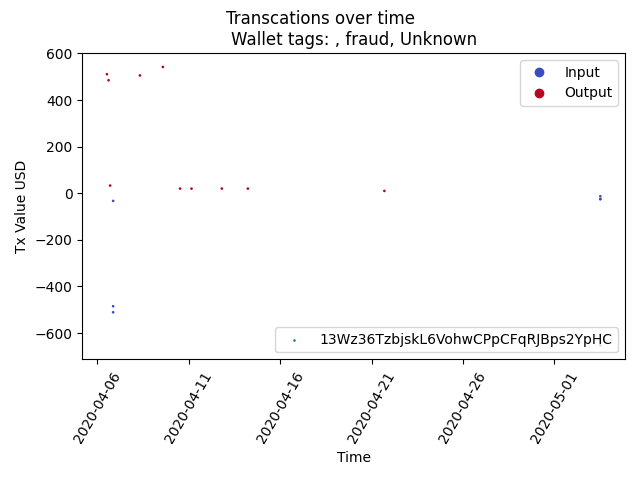 Transcations over time
Wallet tags: , fraud, Unknown
600
400
200
0
−200
−400
−600
Tx Value USD
Input
Output
13Wz36TzbjskL6VohwCPpCFqRJBps2YpHC
2020-04-06
2020-04-11
2020-04-16
2020-04-21
2020-04-26
2020-05-01
Time